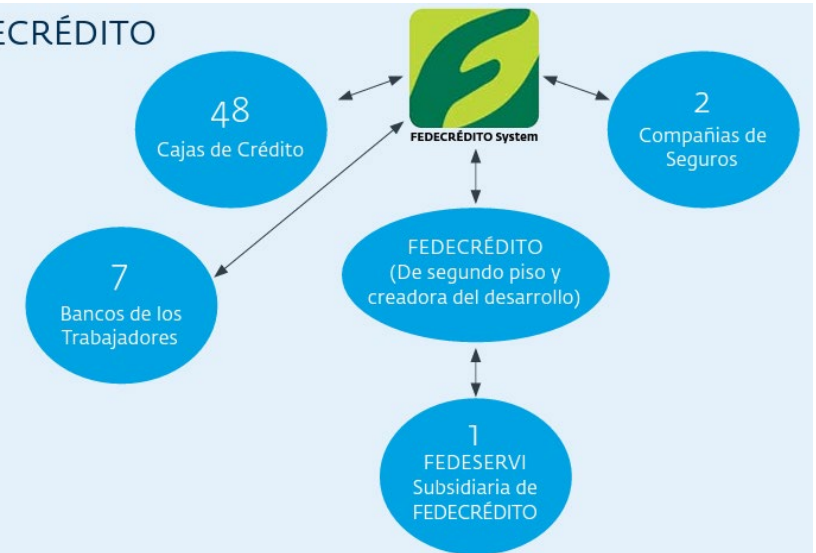 ECRÉDITO
48
Cajas de Crédito
FEDECRÉDITO System
2
Compañias de
Seguros
7
Bancos de los
Trabajadores
FEDECRÉDITO
(De segundo piso y
creadora del desarrollo)
1
FEDESERVI
Subsidiaria de
FEDECRÉDITO